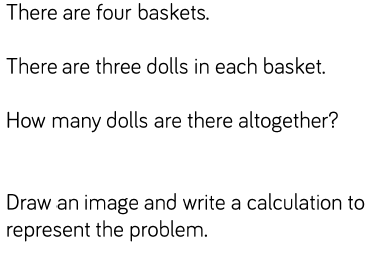 There are four baskets.
There are three dolls in each basket.
How many dolls are there altogether?
Draw an image and write a calculation to
represent the problem.